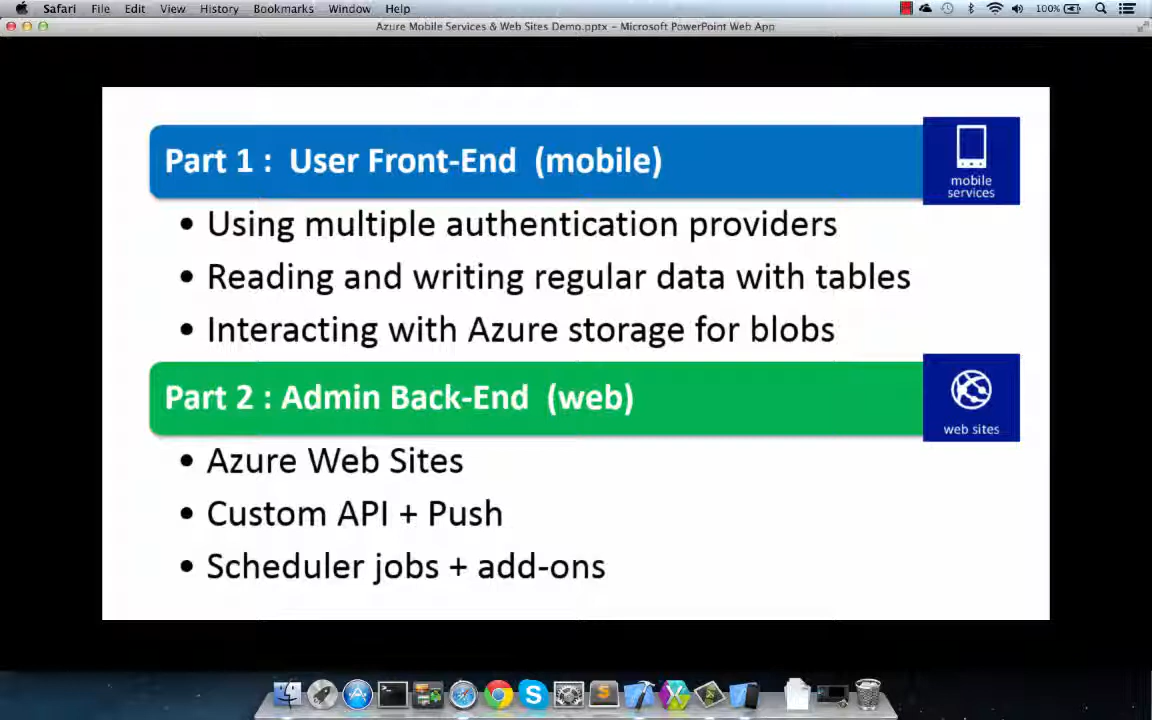 Safari File Edit View History Bookmarks Window Help 100%
Azure Mobile Services & Web Sites Demo.pptx – Microsoft PowerPoint Web App
Part 1 : User Front-End (mobile)
mobile
services
• Using multiple authentication providers
• Reading and writing regular data with tables
• Interacting with Azure storage for blobs
Part 2 : Admin Back-End (web)
web sites
• Azure Web Sites
• Custom API + Push
• Scheduler jobs + add-ons